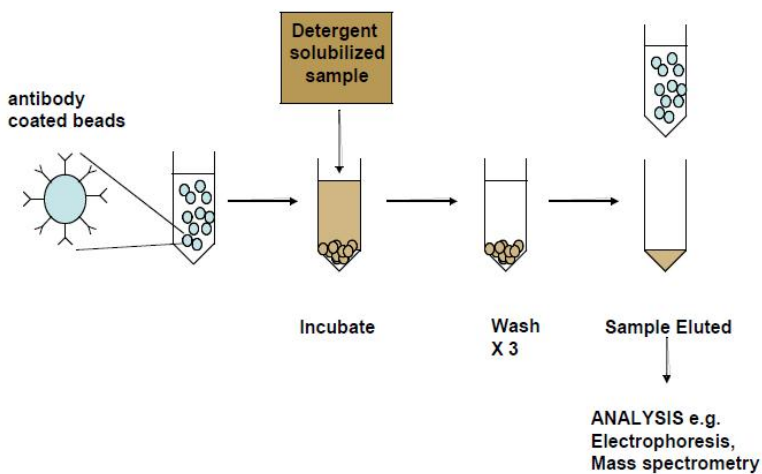 Detergent
solubilized
sample
antibody
coated beads
Incubate
Wash
X 3
Sample Eluted
ANALYSIS e.g.
Electrophoresis,
Mass spectrometry